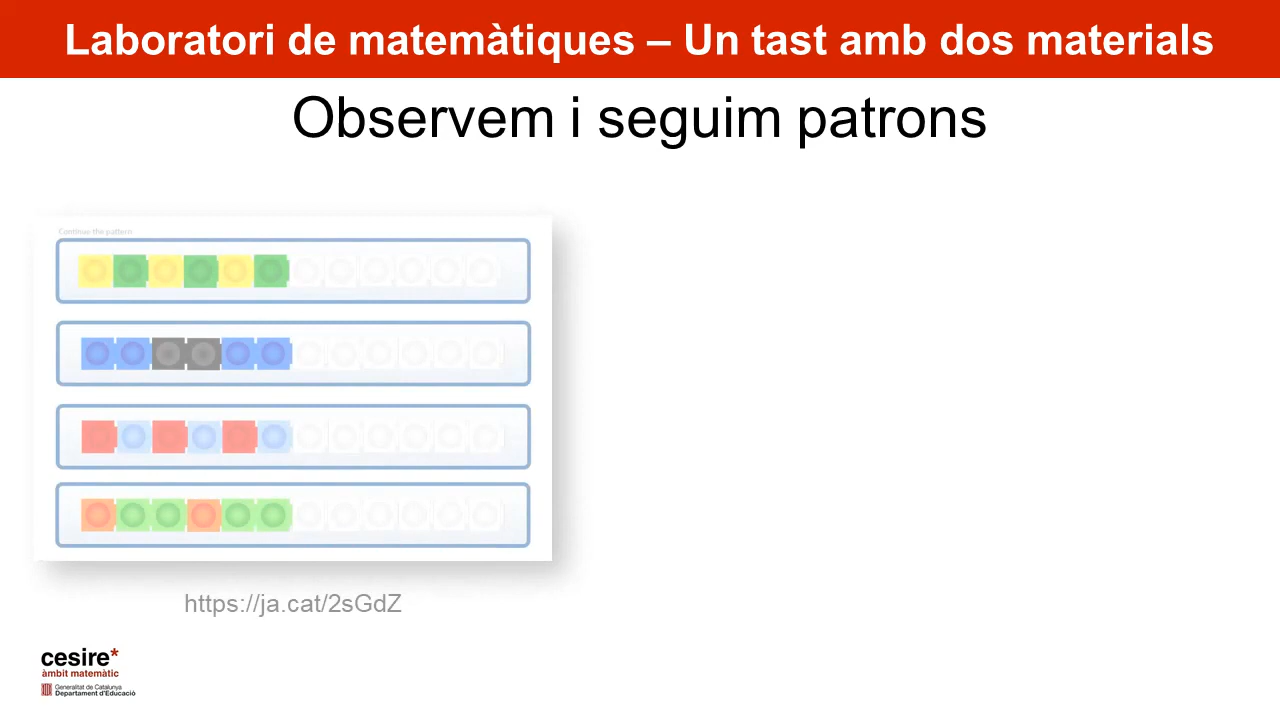 Laboratori de matemàtiques – Un tast amb dos materials
Observem i seguim patrons
Continue the pattern
https://ja.cat/2sGdZ
cesire*
àmbit matemàtic
Generalitat de Catalunya
Departament d'Educació